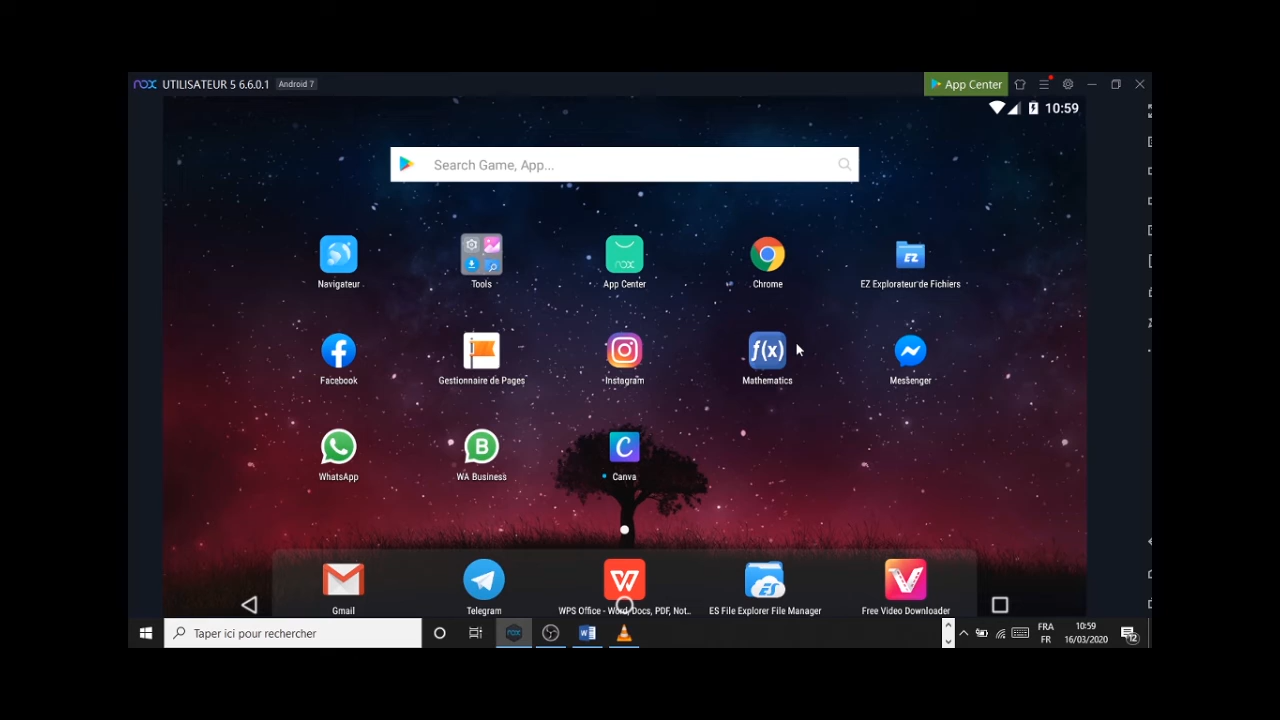 nox UTILISATEUR 5 6.6.0.1 Android 7 App Center
10:59
Search Game, App...
Navigateur Tools App Center Chrome EZ Explorateur de Fichiers
Facebook Gestionnaire de Pages Instagram Mathematics Messenger
WhatsApp WA Business Canva
Gmail Telegram WPS Office - Word, Docs, PDF, Not.. ES File Explorer File Manager Free Video Downloader
Taper ici pour rechercher
FRA 10:59
FR 16/03/2020 12